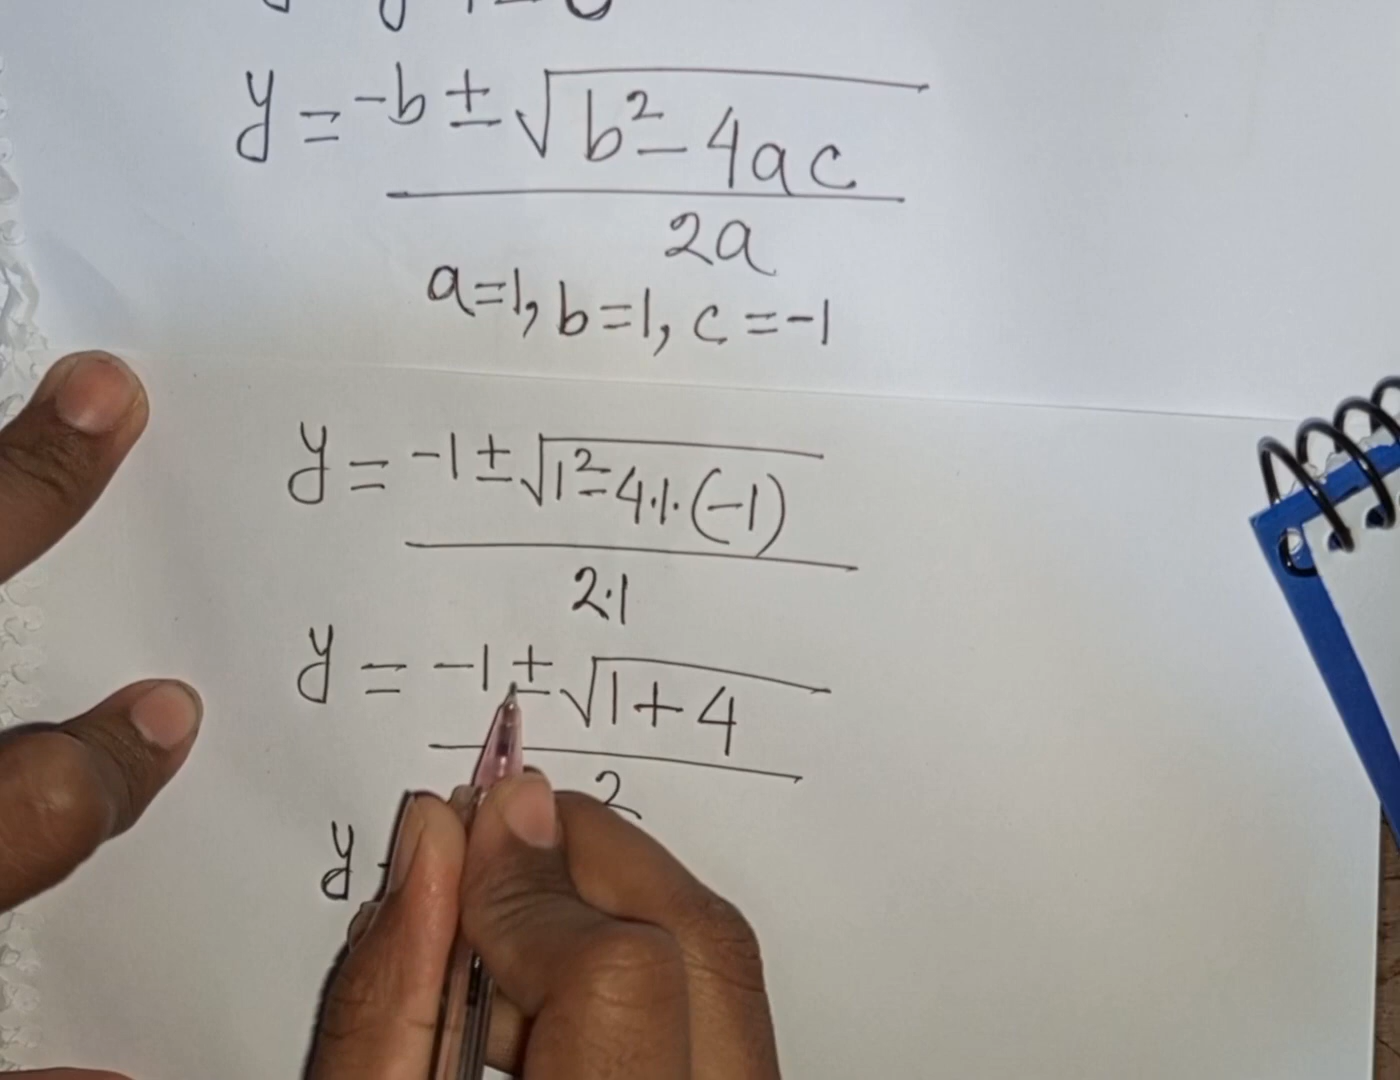 y = -b ± √b² - 4ac
2a
a=1, b=1, c=-1
y = -1 ± √1² - 4·1·(-1)
2·1
y = -1 ± √1+4
2
y